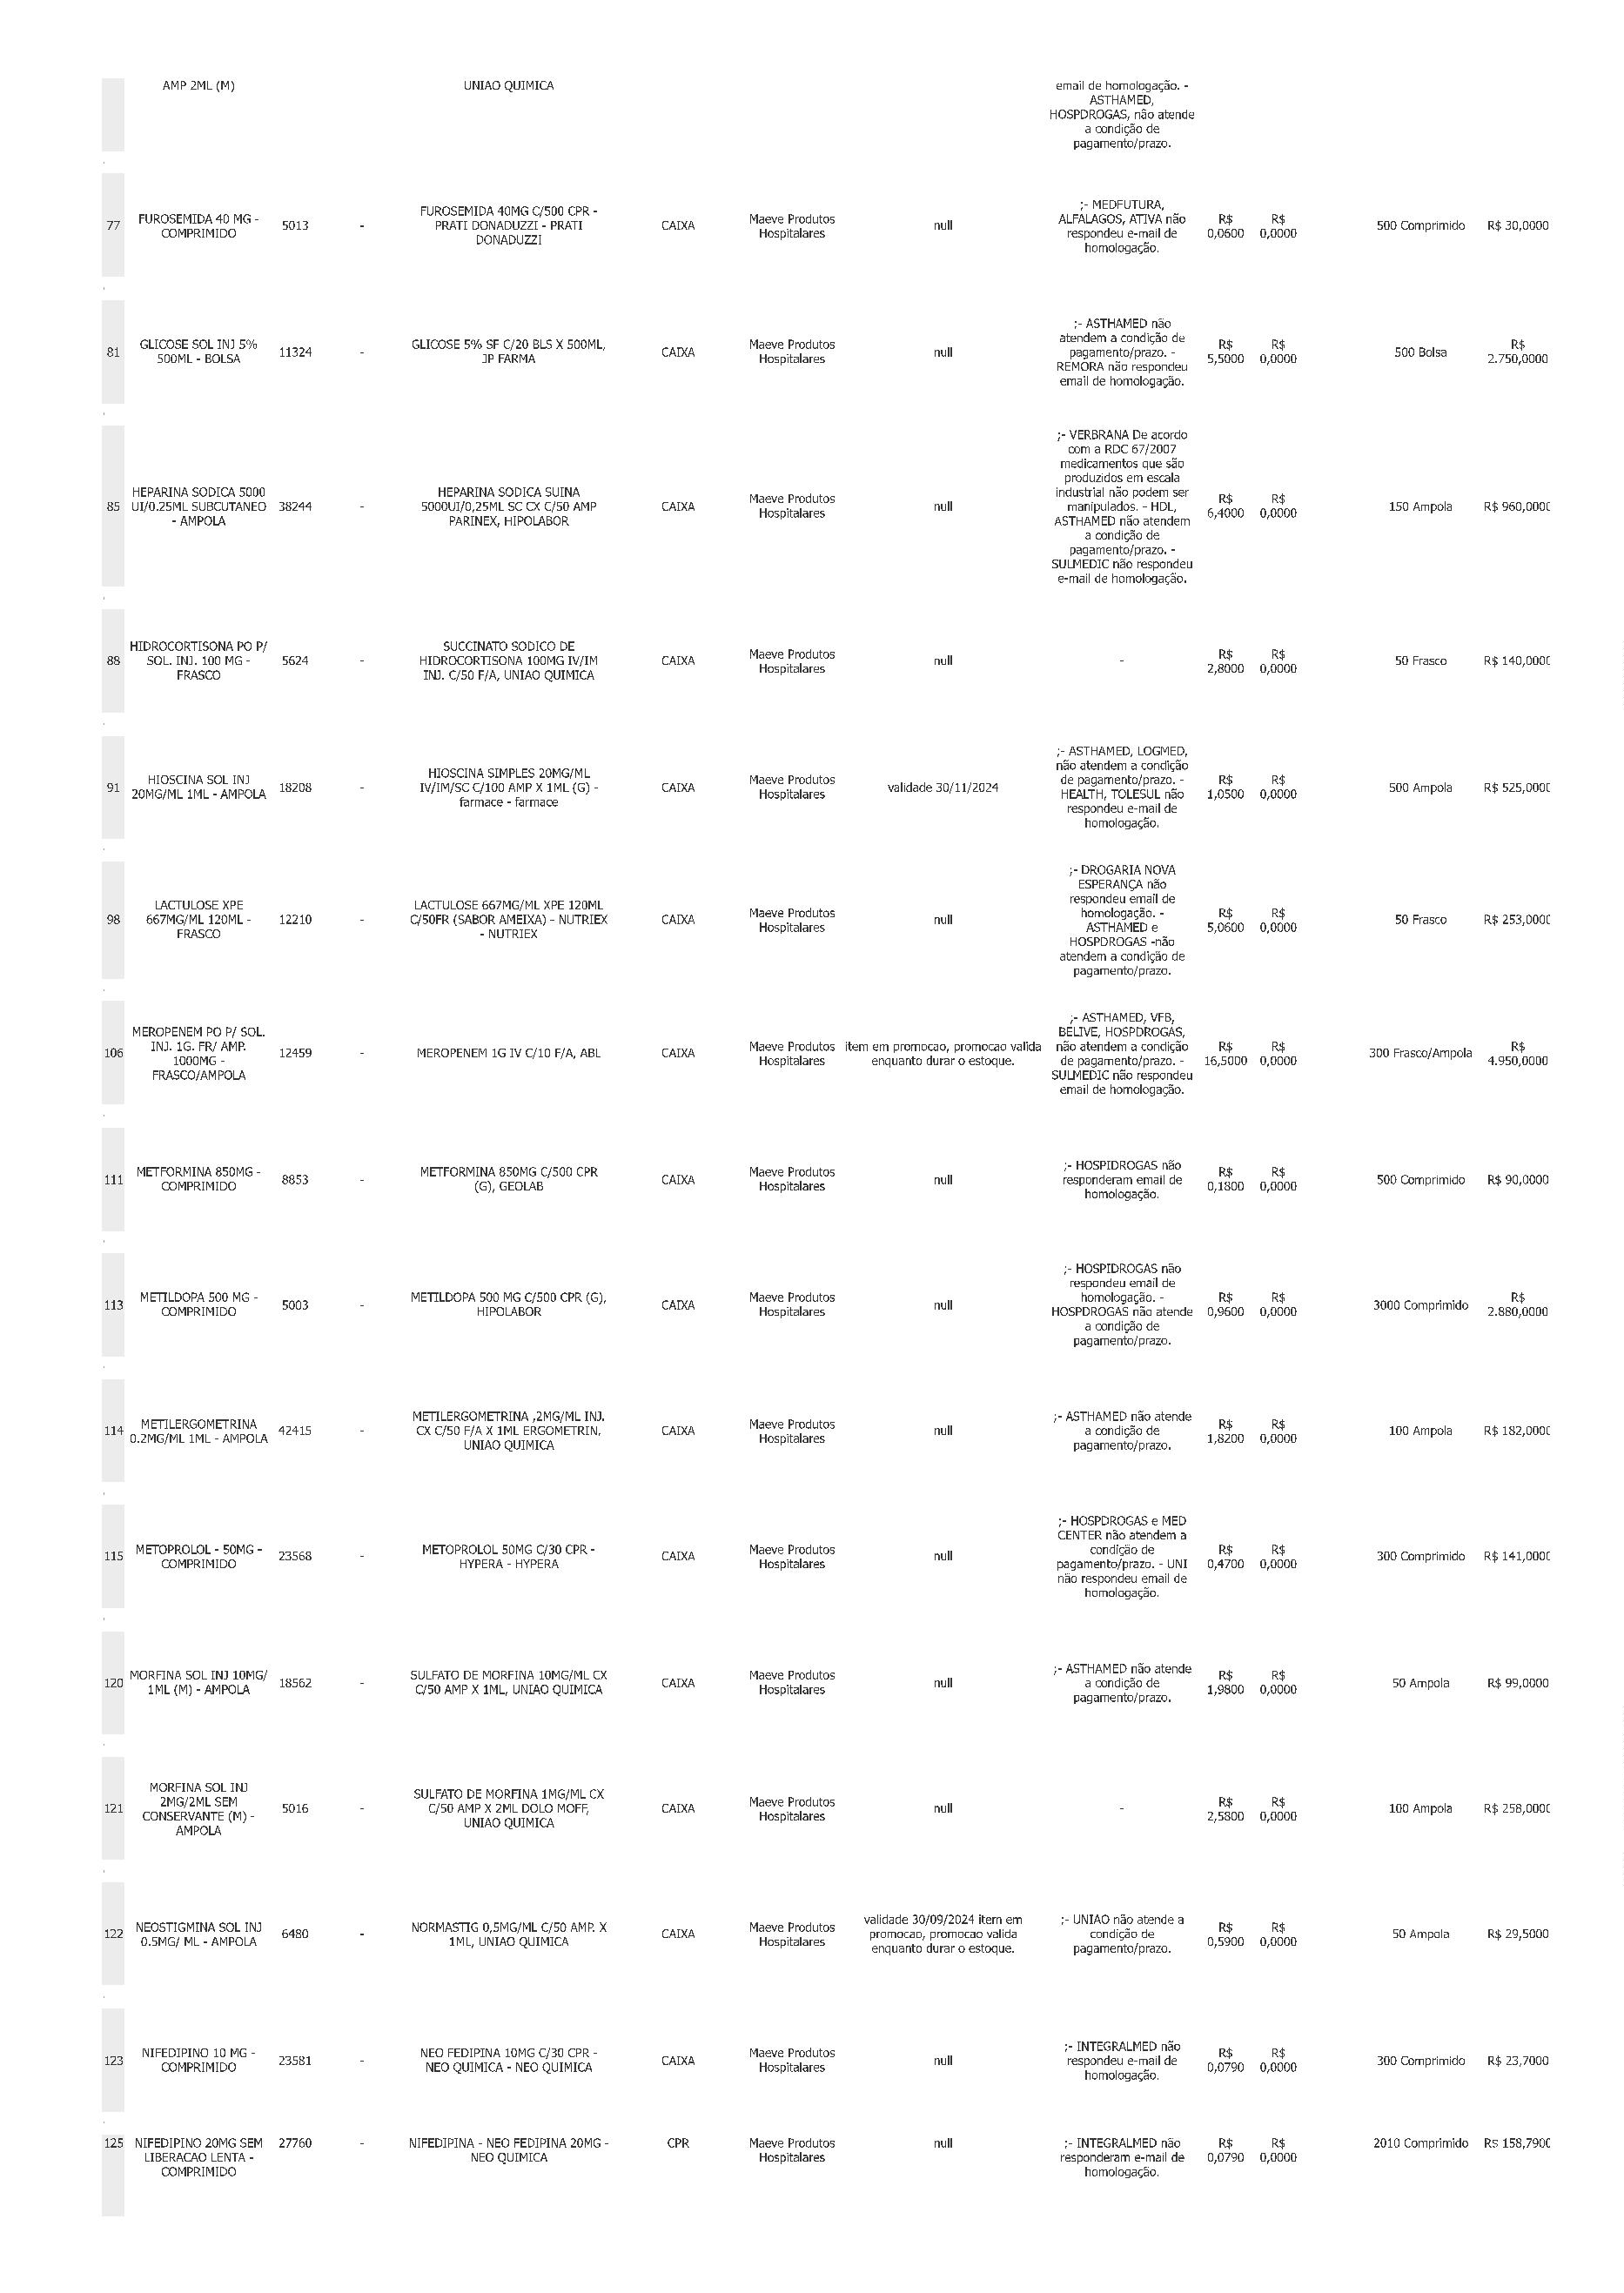 AMP 2ML (M)
UNIAO QUIMICA
email de homologação. -
ASTHAMED,
HOSPDROGAS, não atende
a condição de
pagamento/prazo.
77
FUROSEMIDA 40 MG -
COMPRIMIDO
5013
-
FUROSEMIDA 40MG C/500 CPR -
PRATI DONADUZZI - PRATI
DONADUZZI
CAIXA
Maeve Produtos
Hospitalares
null
;- MEDFUTURA,
ALFALAGOS, ATIVA não
respondeu e-mail de
homologação.
R$
0,0600
R$
0,0000
500 Comprimido
R$ 30,0000
81
GLICOSE SOL INJ 5%
500ML - BOLSA
11324
-
GLICOSE 5% SF C/20 BLS X 500ML,
JP FARMA
CAIXA
Maeve Produtos
Hospitalares
null
;- ASTHAMED não
atendem a condição de
pagamento/prazo. -
REMORA não respondeu
email de homologação.
R$
5,5000
R$
0,0000
500 Bolsa
R$
2.750,0000
85
HEPARINA SODICA 5000
UI/0.25ML SUBCUTANEO
- AMPOLA
38244
-
HEPARINA SODICA SUINA
5000UI/0,25ML SC CX C/50 AMP
PARINEX, HIPOLABOR
CAIXA
Maeve Produtos
Hospitalares
null
;- VERBRANA De acordo
com a RDC 67/2007
medicamentos que são
produzidos em escala
industrial não podem ser
manipulados. - HDL,
ASTHAMED não atendem
a condição de
pagamento/prazo. -
SULMEDIC não respondeu
e-mail de homologação.
R$
6,4000
R$
0,0000
150 Ampola
R$ 960,0000
88
HIDROCORTISONA PO P/
SOL. INJ. 100 MG -
FRASCO
5624
-
SUCCINATO SODICO DE
HIDROCORTISONA 100MG IV/IM
INJ. C/50 F/A, UNIAO QUIMICA
CAIXA
Maeve Produtos
Hospitalares
null
-
R$
2,8000
R$
0,0000
50 Frasco
R$ 140,0000
91
HIOSCINA SOL INJ
20MG/ML 1ML - AMPOLA
18208
-
HIOSCINA SIMPLES 20MG/ML
IV/IM/SC C/100 AMP X 1ML (G) -
farmace - farmace
CAIXA
Maeve Produtos
Hospitalares
validade 30/11/2024
;- ASTHAMED, LOGMED,
não atendem a condição
de pagamento/prazo. -
HEALTH, TOLESUL não
respondeu e-mail de
homologação.
R$
1,0500
R$
0,0000
500 Ampola
R$ 525,0000
98
LACTULOSE XPE
667MG/ML 120ML -
FRASCO
12210
-
LACTULOSE 667MG/ML XPE 120ML
C/50FR (SABOR AMEIXA) - NUTRIEX
- NUTRIEX
CAIXA
Maeve Produtos
Hospitalares
null
;- DROGARIA NOVA
ESPERANÇA não
respondeu email de
homologação. -
ASTHAMED e
HOSPDROGAS -não
atendem a condição de
pagamento/prazo.
R$
5,0600
R$
0,0000
50 Frasco
R$ 253,0000
106
MEROPENEM PO P/ SOL.
INJ. 1G. FR/ AMP.
1000MG -
FRASCO/AMPOLA
12459
-
MEROPENEM 1G IV C/10 F/A, ABL
CAIXA
Maeve Produtos
Hospitalares
item em promocao, promocao valida
enquanto durar o estoque.
;- ASTHAMED, VFB,
BELIVE, HOSPDROGAS,
não atendem a condição
de pagamento/prazo. -
SULMEDIC não respondeu
email de homologação.
R$
16,5000
R$
0,0000
300 Frasco/Ampola
R$
4.950,0000
111
METFORMINA 850MG -
COMPRIMIDO
8853
-
METFORMINA 850MG C/500 CPR
(G), GEOLAB
CAIXA
Maeve Produtos
Hospitalares
null
;- HOSPIDROGAS não
responderam email de
homologação.
R$
0,1800
R$
0,0000
500 Comprimido
R$ 90,0000
113
METILDOPA 500 MG -
COMPRIMIDO
5003
-
METILDOPA 500 MG C/500 CPR (G),
HIPOLABOR
CAIXA
Maeve Produtos
Hospitalares
null
;- HOSPIDROGAS não
respondeu email de
homologação. -
HOSPDROGAS não atende
a condição de
pagamento/prazo.
R$
0,9600
R$
0,0000
3000 Comprimido
R$
2.880,0000
114
METILERGOMETRINA
0.2MG/ML 1ML - AMPOLA
42415
-
METILERGOMETRINA ,2MG/ML INJ.
CX C/50 F/A X 1ML ERGOMETRIN,
UNIAO QUIMICA
CAIXA
Maeve Produtos
Hospitalares
null
;- ASTHAMED não atende
a condição de
pagamento/prazo.
R$
1,8200
R$
0,0000
100 Ampola
R$ 182,0000
115
METOPROLOL - 50MG -
COMPRIMIDO
23568
-
METOPROLOL 50MG C/30 CPR -
HYPERA - HYPERA
CAIXA
Maeve Produtos
Hospitalares
null
;- HOSPDROGAS e MED
CENTER não atendem a
condição de
pagamento/prazo. - UNI
não respondeu email de
homologação.
R$
0,4700
R$
0,0000
300 Comprimido
R$ 141,0000
120
MORFINA SOL INJ 10MG/
1ML (M) - AMPOLA
18562
-
SULFATO DE MORFINA 10MG/ML CX
C/50 AMP X 1ML, UNIAO QUIMICA
CAIXA
Maeve Produtos
Hospitalares
null
;- ASTHAMED não atende
a condição de
pagamento/prazo.
R$
1,9800
R$
0,0000
50 Ampola
R$ 99,0000
121
MORFINA SOL INJ
2MG/2ML SEM
CONSERVANTE (M) -
AMPOLA
5016
-
SULFATO DE MORFINA 1MG/ML CX
C/50 AMP X 2ML DOLO MOFF,
UNIAO QUIMICA
CAIXA
Maeve Produtos
Hospitalares
null
-
R$
2,5800
R$
0,0000
100 Ampola
R$ 258,0000
122
NEOSTIGMINA SOL INJ
0.5MG/ ML - AMPOLA
6480
-
NORMASTIG 0,5MG/ML C/50 AMP. X
1ML, UNIAO QUIMICA
CAIXA
Maeve Produtos
Hospitalares
validade 30/09/2024 item em
promocao, promocao valida
enquanto durar o estoque.
;- UNIAO não atende a
condição de
pagamento/prazo.
R$
0,5900
R$
0,0000
50 Ampola
R$ 29,5000
123
NIFEDIPINO 10 MG -
COMPRIMIDO
23581
-
NEO FEDIPINA 10MG C/30 CPR -
NEO QUIMICA - NEO QUIMICA
CAIXA
Maeve Produtos
Hospitalares
null
;- INTEGRALMED não
respondeu e-mail de
homologação.
R$
0,0790
R$
0,0000
300 Comprimido
R$ 23,7000
125
NIFEDIPINO 20MG SEM
LIBERACAO LENTA -
COMPRIMIDO
27760
-
NIFEDIPINA - NEO FEDIPINA 20MG -
NEO QUIMICA
CPR
Maeve Produtos
Hospitalares
null
;- INTEGRALMED não
responderam e-mail de
homologação.
R$
0,0790
R$
0,0000
2010 Comprimido
R$ 158,7900